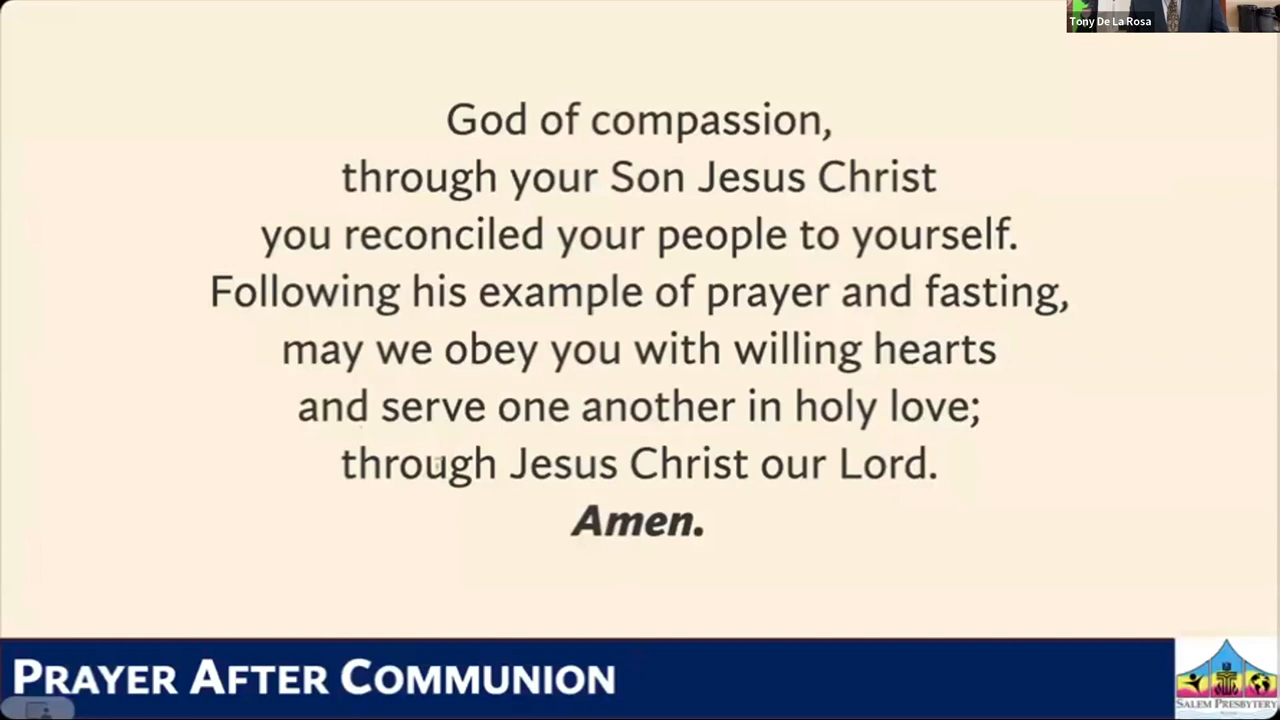 Tony De La Rosa
God of compassion,
through your Son Jesus Christ
you reconciled your people to yourself.
Following his example of prayer and fasting,
may we obey you with willing hearts
and serve one another in holy love;
through Jesus Christ our Lord.
Amen.
PRAYER AFTER COMMUNION
SALEM PRESBYTERY